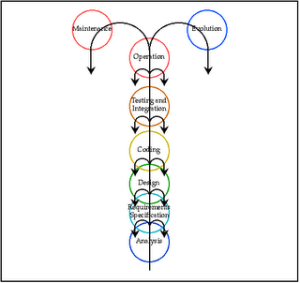 Maintenance
Evolution
Operation
Testing and
Integration
Coding
Design
Requirements
Specification
Analysis